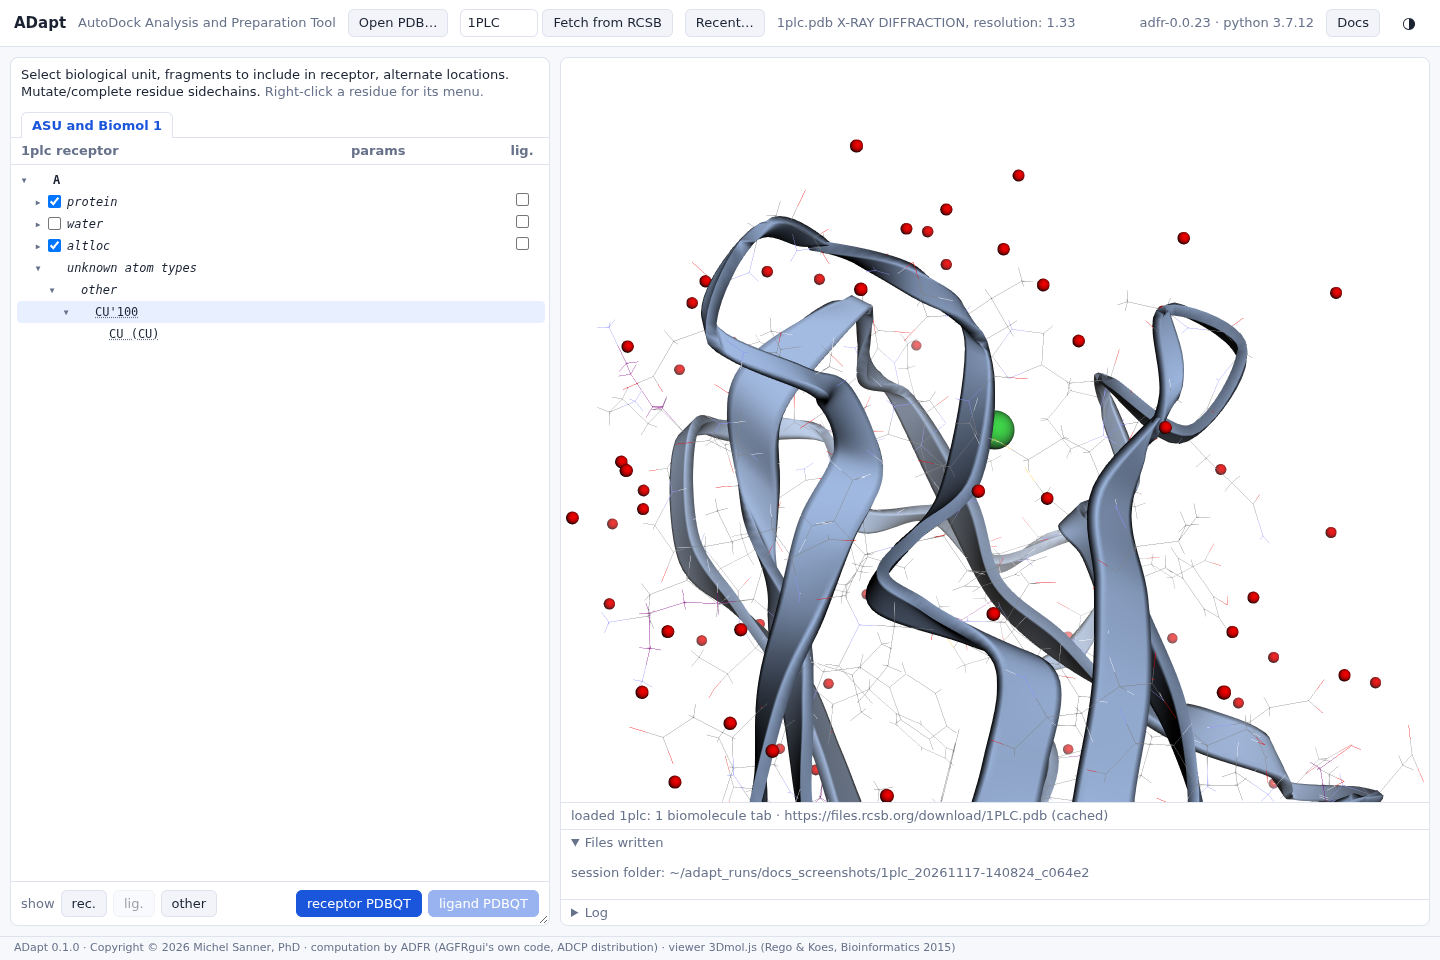 ADapt AutoDock Analysis and Preparation Tool Open PDB... 1PLC Fetch from RCSB Recent... 1plc.pdb X-RAY DIFFRACTION, resolution: 1.33 adfr-0.0.23 · python 3.7.12 Docs
Select biological unit, fragments to include in receptor, alternate locations.
Mutate/complete residue sidechains. Right-click a residue for its menu.
ASU and Biomol 1
1plc receptor params lig.
A
protein
water
altloc
unknown atom types
other
CU'100
CU (CU)
show rec. lig. other receptor PDBQT ligand PDBQT
loaded 1plc: 1 biomolecule tab · https://files.rcsb.org/download/1PLC.pdb (cached)
Files written
session folder: ~/adapt_runs/docs_screenshots/1plc_20261117-140824_c064e2
Log
ADapt 0.1.0 · Copyright © 2026 Michel Sanner, PhD · computation by ADFR (AGFRgui's own code, ADCP distribution) · viewer 3Dmol.js (Rego & Koes, Bioinformatics 2015)